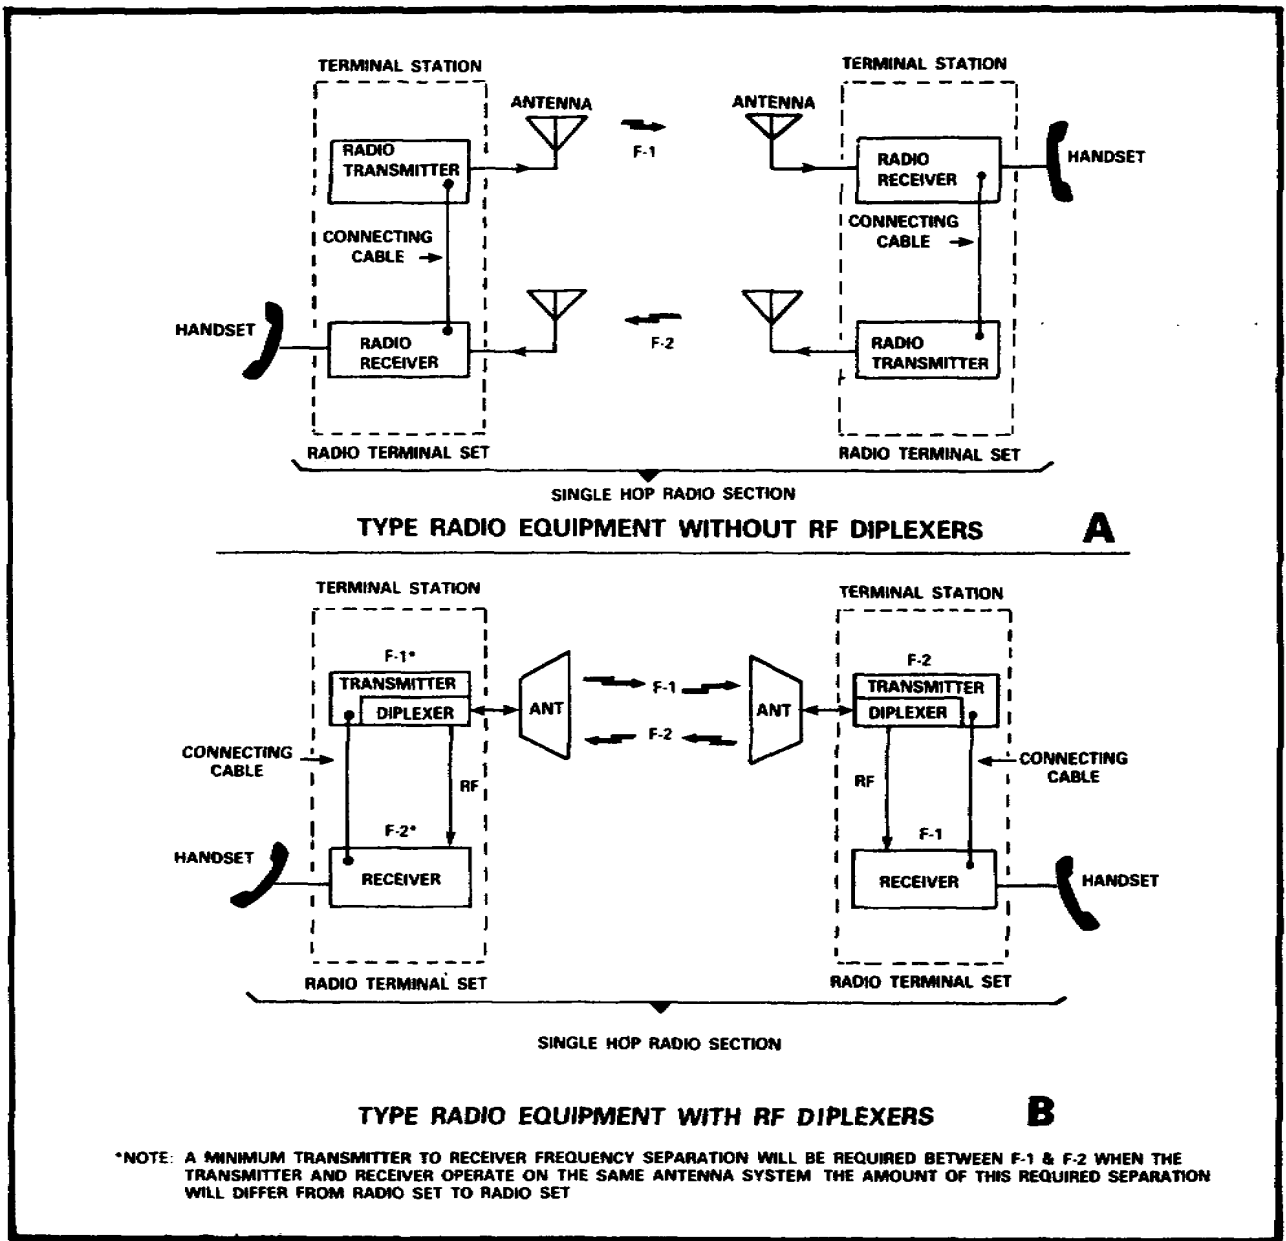 TERMINAL STATION
TERMINAL STATION
ANTENNA
ANTENNA
F-1
RADIO
TRANSMITTER
RADIO
RECEIVER
HANDSET
CONNECTING
CABLE
CONNECTING
CABLE
HANDSET
RADIO
RECEIVER
F-2
RADIO
TRANSMITTER
RADIO TERMINAL SET
RADIO TERMINAL SET
SINGLE HOP RADIO SECTION
TYPE RADIO EQUIPMENT WITHOUT RF DIPLEXERS A
TERMINAL STATION
TERMINAL STATION
F-1*
TRANSMITTER
DIPLEXER
ANT
F-1
F-2
ANT
F-2
TRANSMITTER
DIPLEXER
CONNECTING
CABLE
RF
RF
CONNECTING
CABLE
F-2*
F-1
HANDSET
RECEIVER
RECEIVER
HANDSET
RADIO TERMINAL SET
RADIO TERMINAL SET
SINGLE HOP RADIO SECTION
TYPE RADIO EQUIPMENT WITH RF DIPLEXERS B
*NOTE: A MINIMUM TRANSMITTER TO RECEIVER FREQUENCY SEPARATION WILL BE REQUIRED BETWEEN F-1 & F-2 WHEN THE
TRANSMITTER AND RECEIVER OPERATE ON THE SAME ANTENNA SYSTEM THE AMOUNT OF THIS REQUIRED SEPARATION
WILL DIFFER FROM RADIO SET TO RADIO SET